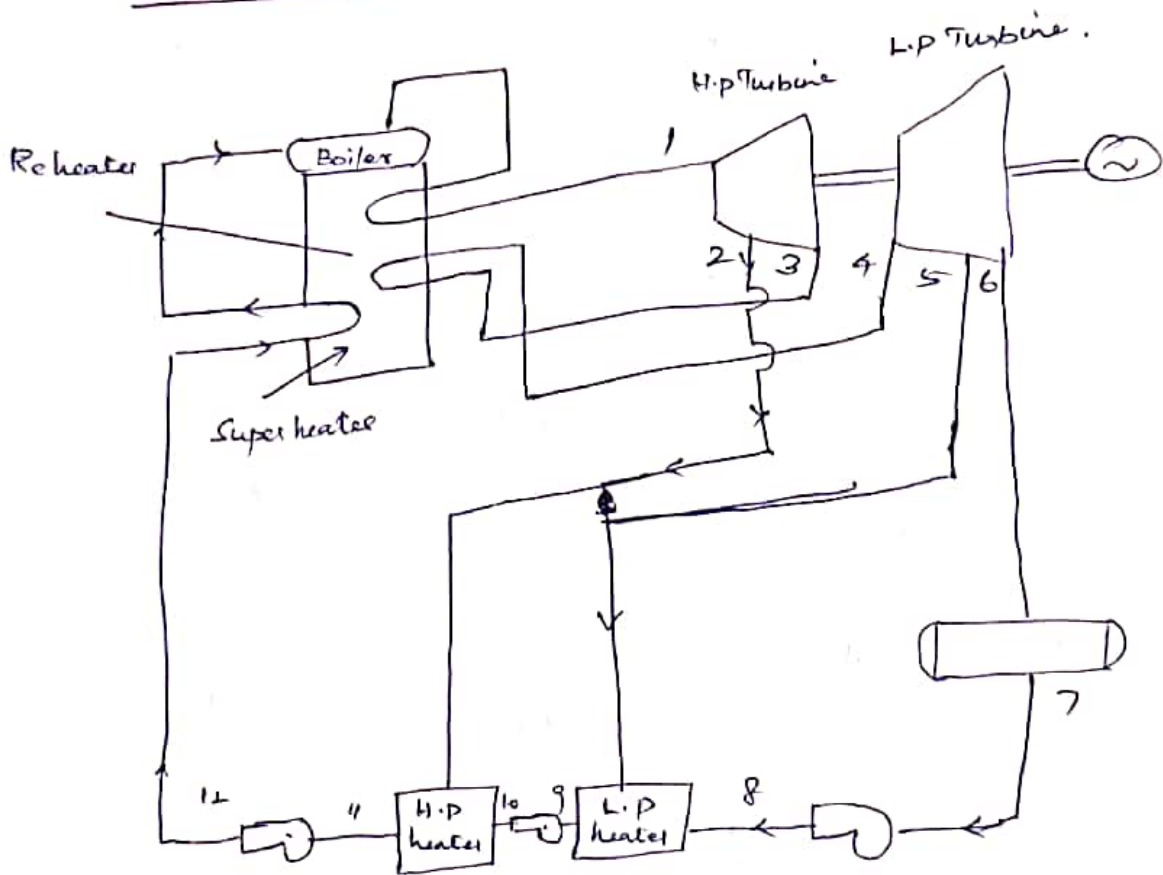 L.P Turbine.
H.P Turbine
Reheater
Boiler
1
2
3
4
5
6
Superheater
7
12
11
H.P
heater
10
9
L.P
heater
8
~